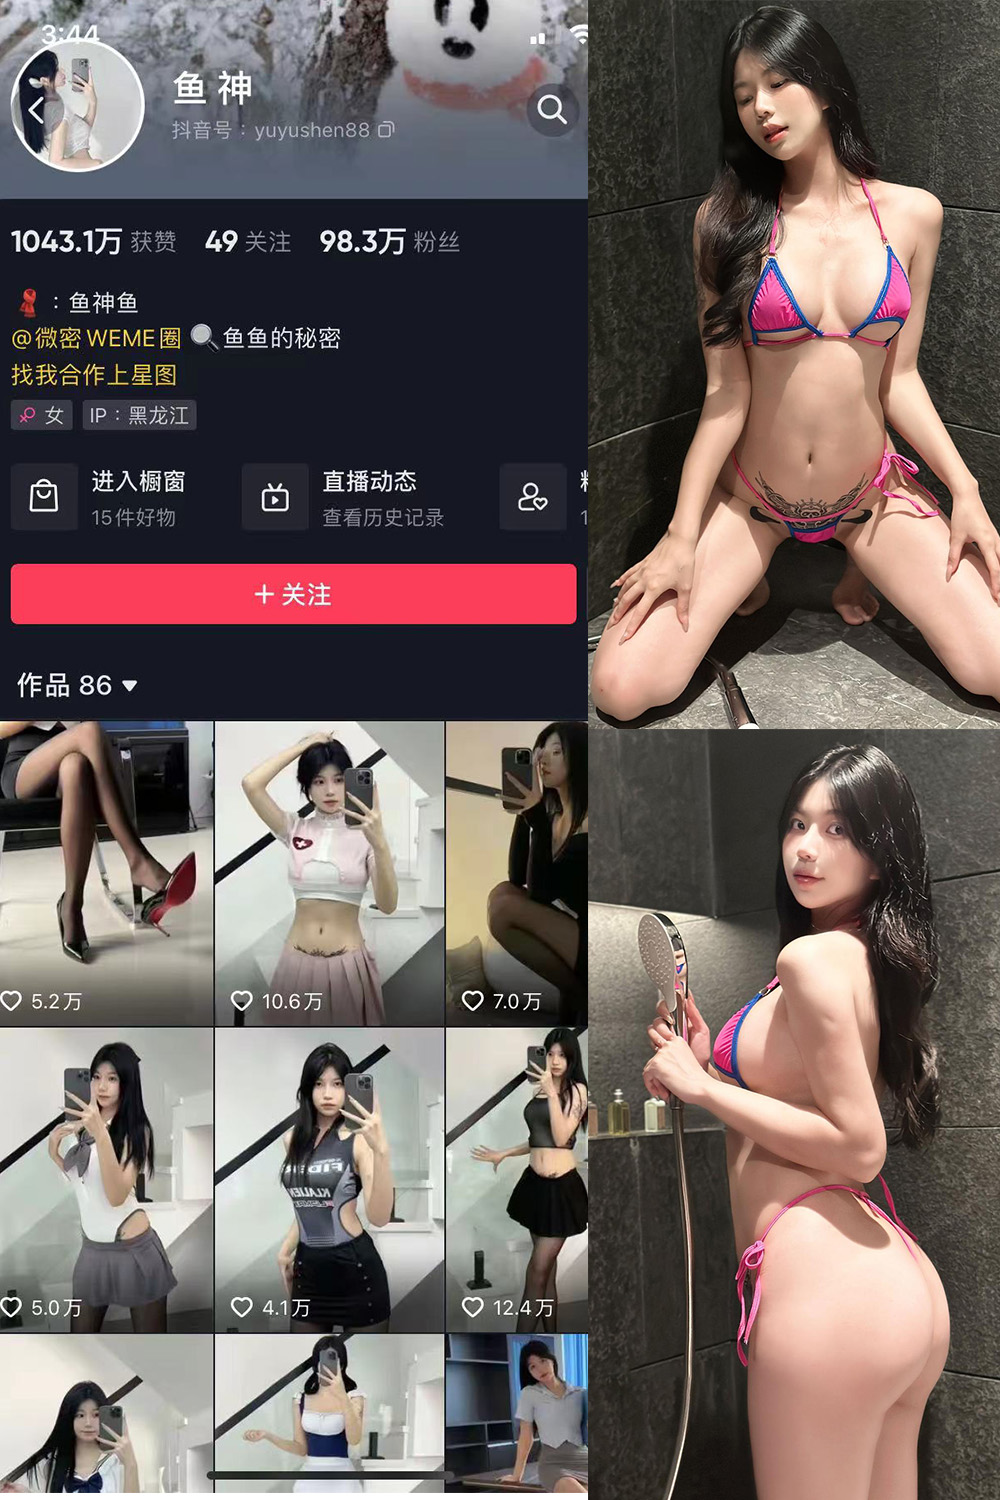 3:44
鱼 神
抖音号：yuyushen88
1043.1万 获赞 49 关注 98.3万 粉丝
：鱼神鱼
@微密 WEME圈 鱼鱼的秘密
找我合作上星图
女 IP：黑龙江
进入橱窗
15件好物
直播动态
查看历史记录
+ 关注
作品 86
5.2万
10.6万
7.0万
5.0万
4.1万
12.4万